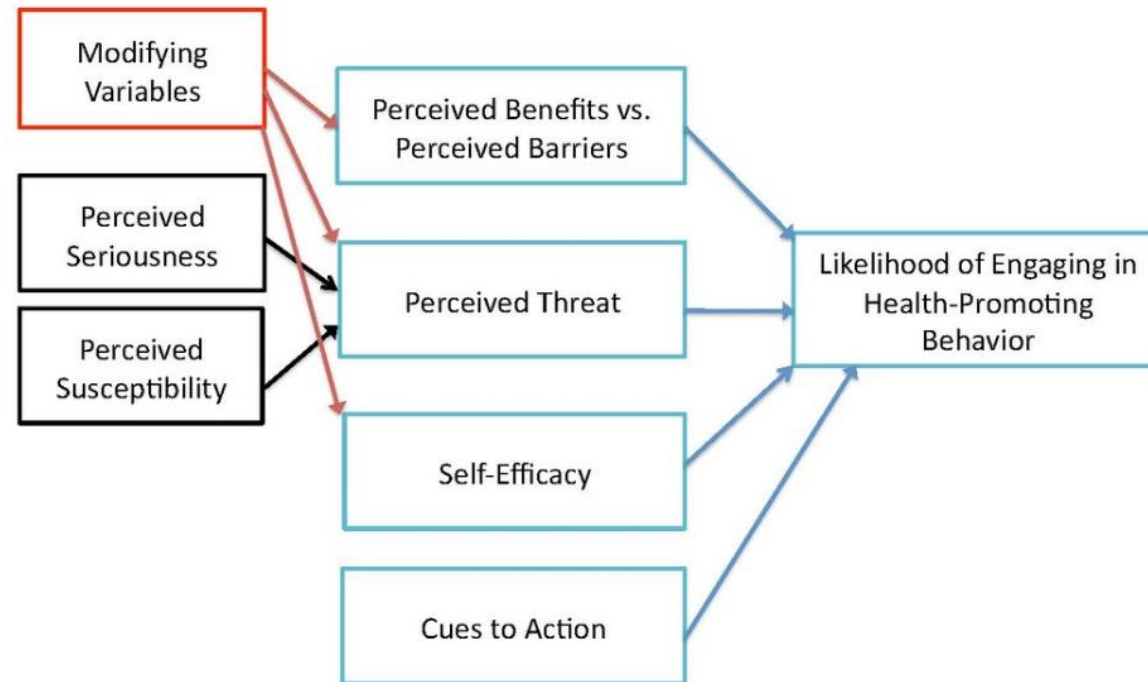 Modifying
Variables
Perceived Benefits vs.
Perceived Barriers
Perceived
Seriousness
Perceived Threat
Likelihood of Engaging in
Health-Promoting
Behavior
Perceived
Susceptibility
Self-Efficacy
Cues to Action